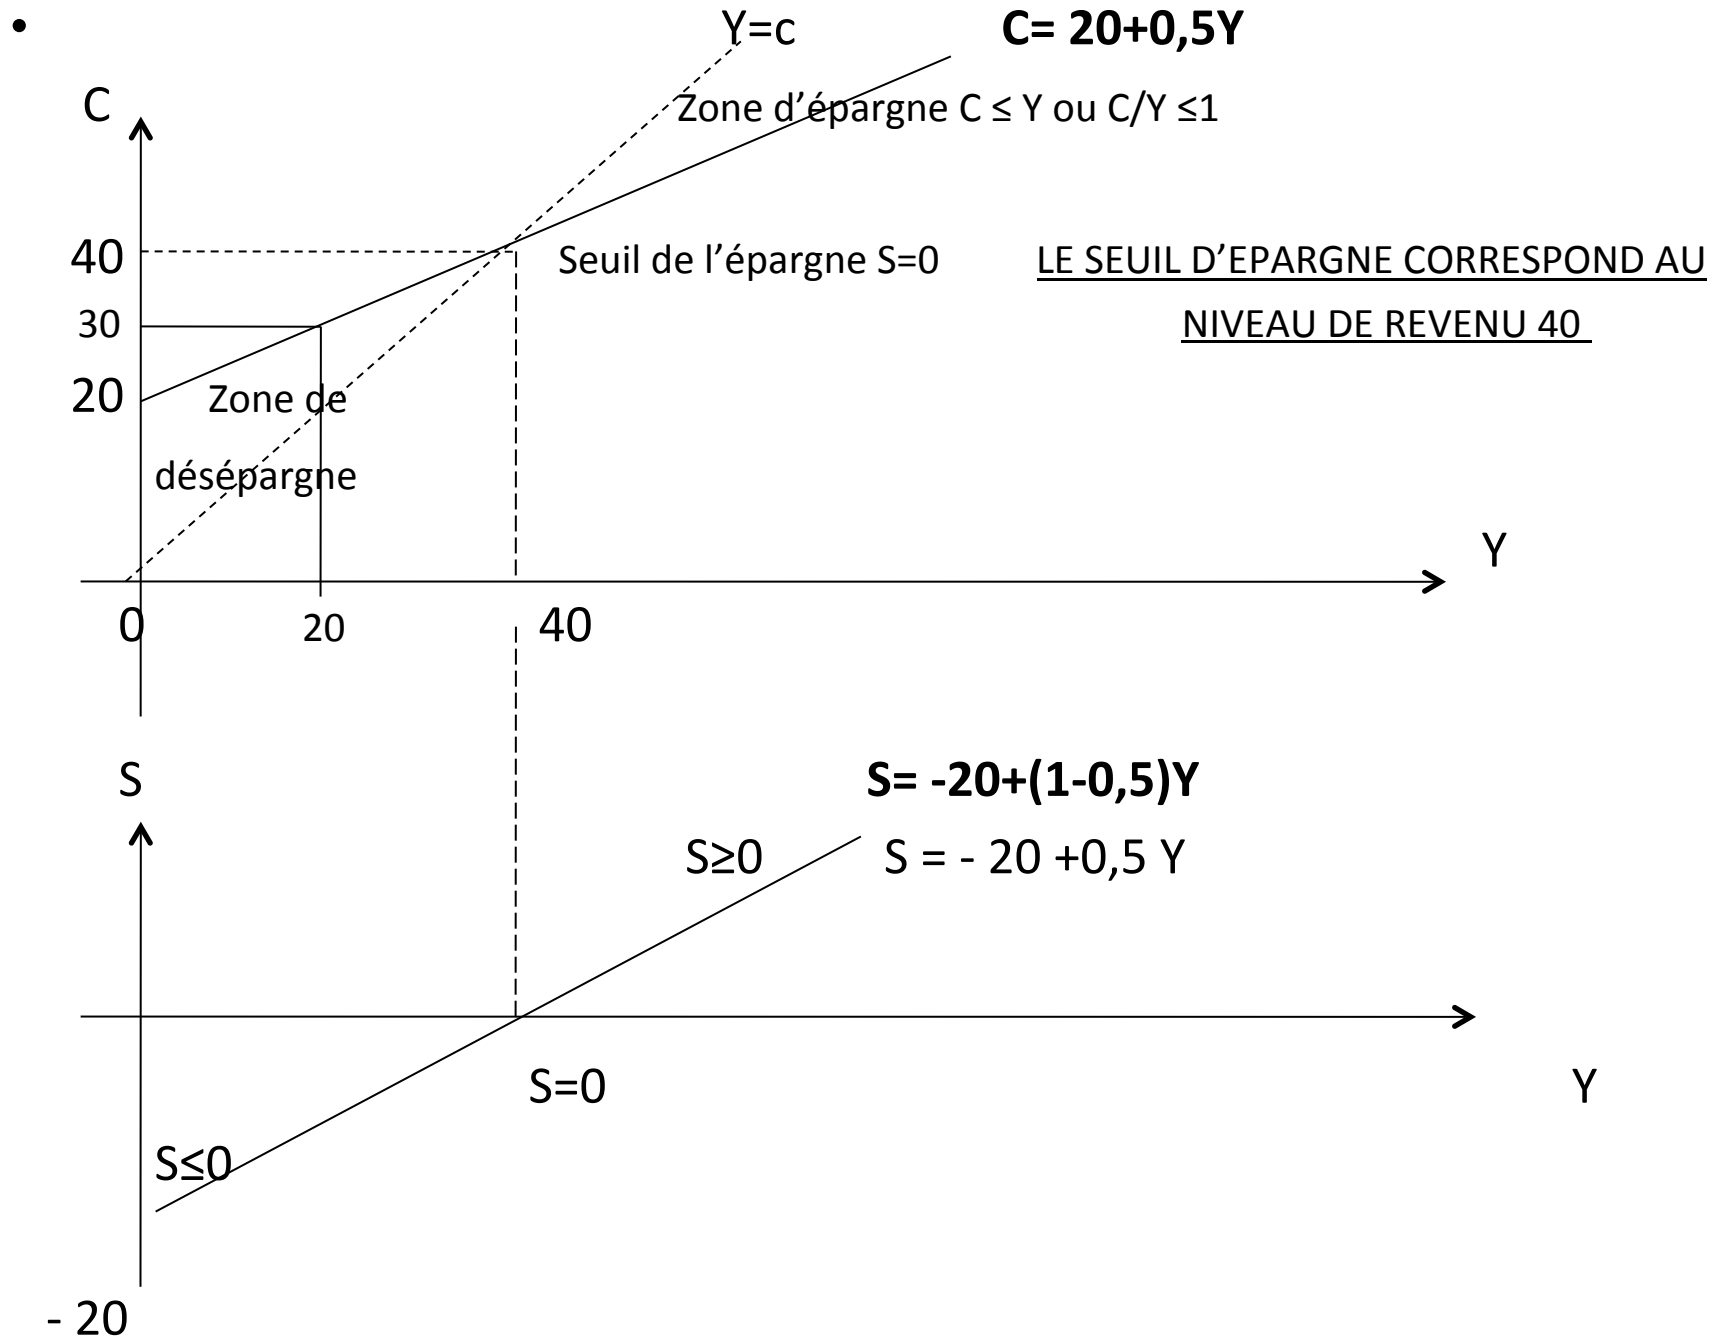 •
Y=c
C= 20+0,5Y
Zone d’épargne C ≤ Y ou C/Y ≤1
C
40
Seuil de l’épargne S=0
LE SEUIL D’EPARGNE CORRESPOND AU
NIVEAU DE REVENU 40
30
20
Zone de
désépargne
Y
0
20
40
S
S= -20+(1-0,5)Y
S≥0
S = - 20 +0,5 Y
S=0
Y
S≤0
- 20